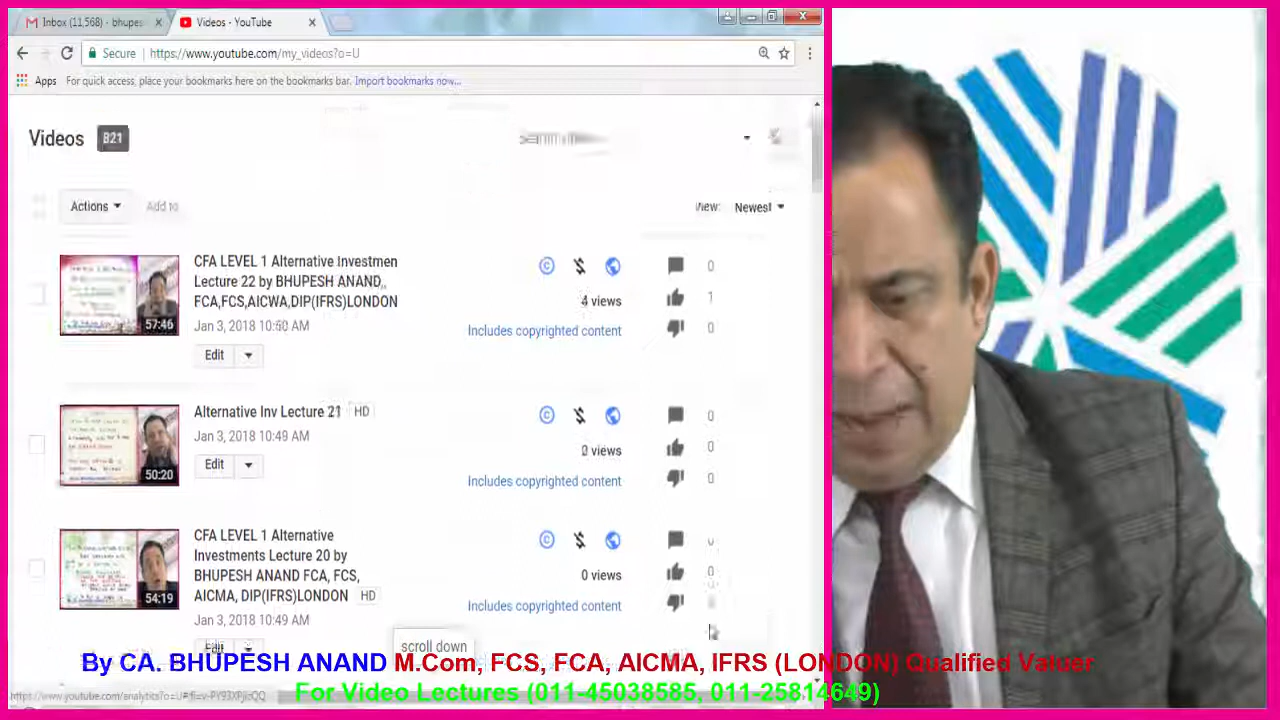 Inbox (11,568) - bhupes
Videos - YouTube
Secure
https://www.youtube.com/my_videos?o=U
Apps
For quick access, place your bookmarks here on the bookmarks bar. Import bookmarks now...
Videos 821
Actions
Add to
View:
Newest
CFA LEVEL 1 Alternative Investmen
Lecture 22 by BHUPESH ANAND,,
FCA,FCS,AICWA,DIP(IFRS)LONDON
Jan 3, 2018 10:50 AM
57:46
Edit
4 views
Includes copyrighted content
0
1
0
Alternative Inv Lecture 21 HD
Jan 3, 2018 10:49 AM
50:20
Edit
0 views
Includes copyrighted content
0
0
0
CFA LEVEL 1 Alternative
Investments Lecture 20 by
BHUPESH ANAND FCA, FCS,
AICMA, DIP(IFRS)LONDON HD
Jan 3, 2018 10:49 AM
54:19
Edit
0 views
Includes copyrighted content
0
0
scroll down
By CA. BHUPESH ANAND M.Com, FCS, FCA, AICMA, IFRS (LONDON) Qualified Valuer
For Video Lectures (011-45038585, 011-25814649)